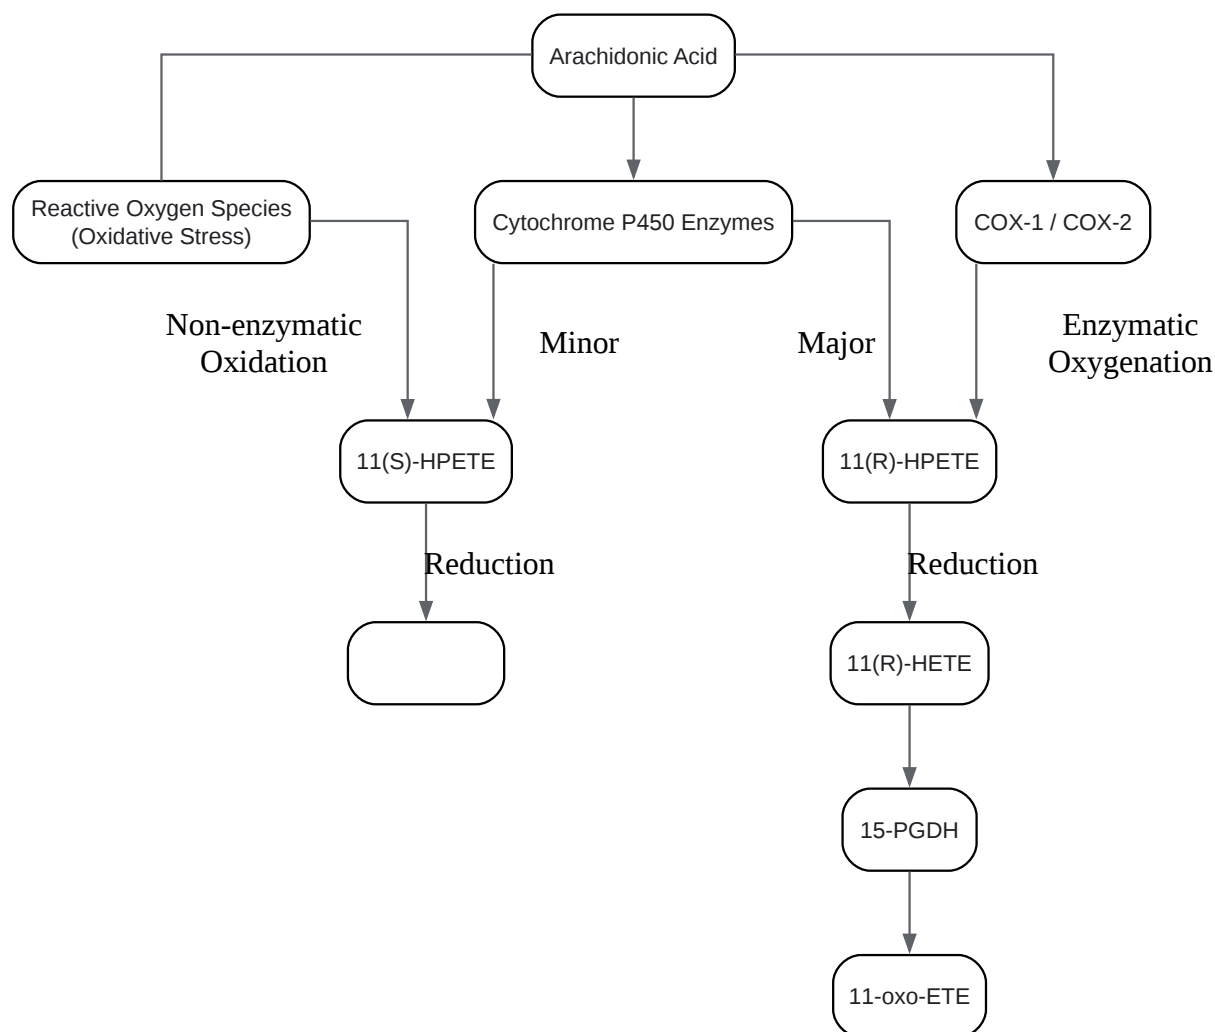 Arachidonic Acid
Reactive Oxygen Species
(Oxidative Stress)
Cytochrome P450 Enzymes
COX-1 / COX-2
Non-enzymatic
Oxidation
Minor
Major
Enzymatic
Oxygenation
11(S)-HPETE
11(R)-HPETE
Reduction
Reduction
11(R)-HETE
15-PGDH
11-oxo-ETE